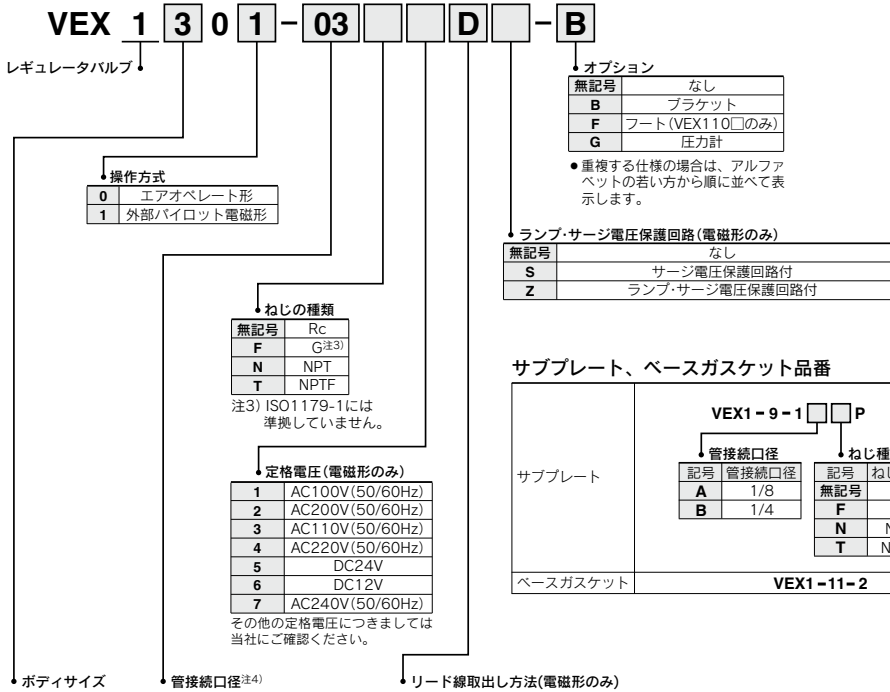 VEX 1 3 0 1 - 03 D - B
レギュレータバルブ
オプション
無記号 なし
B ブラケット
F フート(VEX110□のみ)
G 圧力計
●重複する仕様の場合は、アルファ
ベットの若い方から順に並べて表
示します。
操作方式
0 エアオペレート形
1 外部パイロット電磁形
ランプ・サージ電圧保護回路(電磁形のみ)
無記号 なし
S サージ電圧保護回路付
Z ランプ・サージ電圧保護回路付
ねじの種類
無記号 Rc
F G注3)
N NPT
T NPTF
注3) ISO1179-1には
準拠していません。
定格電圧(電磁形のみ)
1 AC100V(50/60Hz)
2 AC200V(50/60Hz)
3 AC110V(50/60Hz)
4 AC220V(50/60Hz)
5 DC24V
6 DC12V
7 AC240V(50/60Hz)
その他の定格電圧につきましては
当社にご確認ください。
サブプレート、ベースガスケット品番
サブプレート
VEX1-9-1□□P
管接続口径
記号 管接続口径
A 1/8
B 1/4
ねじ種
記号 ねじ
無記号
F
N N
T N
ベースガスケット VEX1-11-2
ボディサイズ
管接続口径注4)
リード線取出し方法(電磁形のみ)